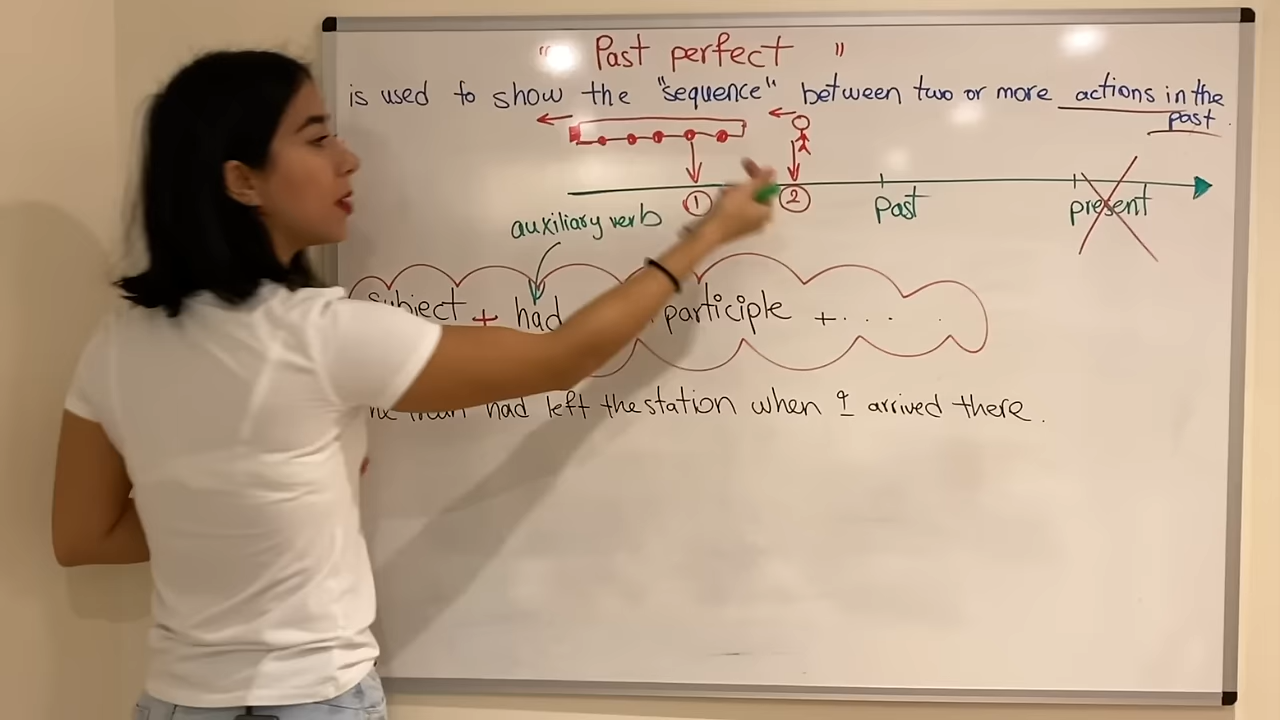 " Past perfect "
is used to show the "sequence" between two or more actions in the
past.
1 2 past present
auxiliary verb
subject + had participle + . . .
had left the station when I arrived there.